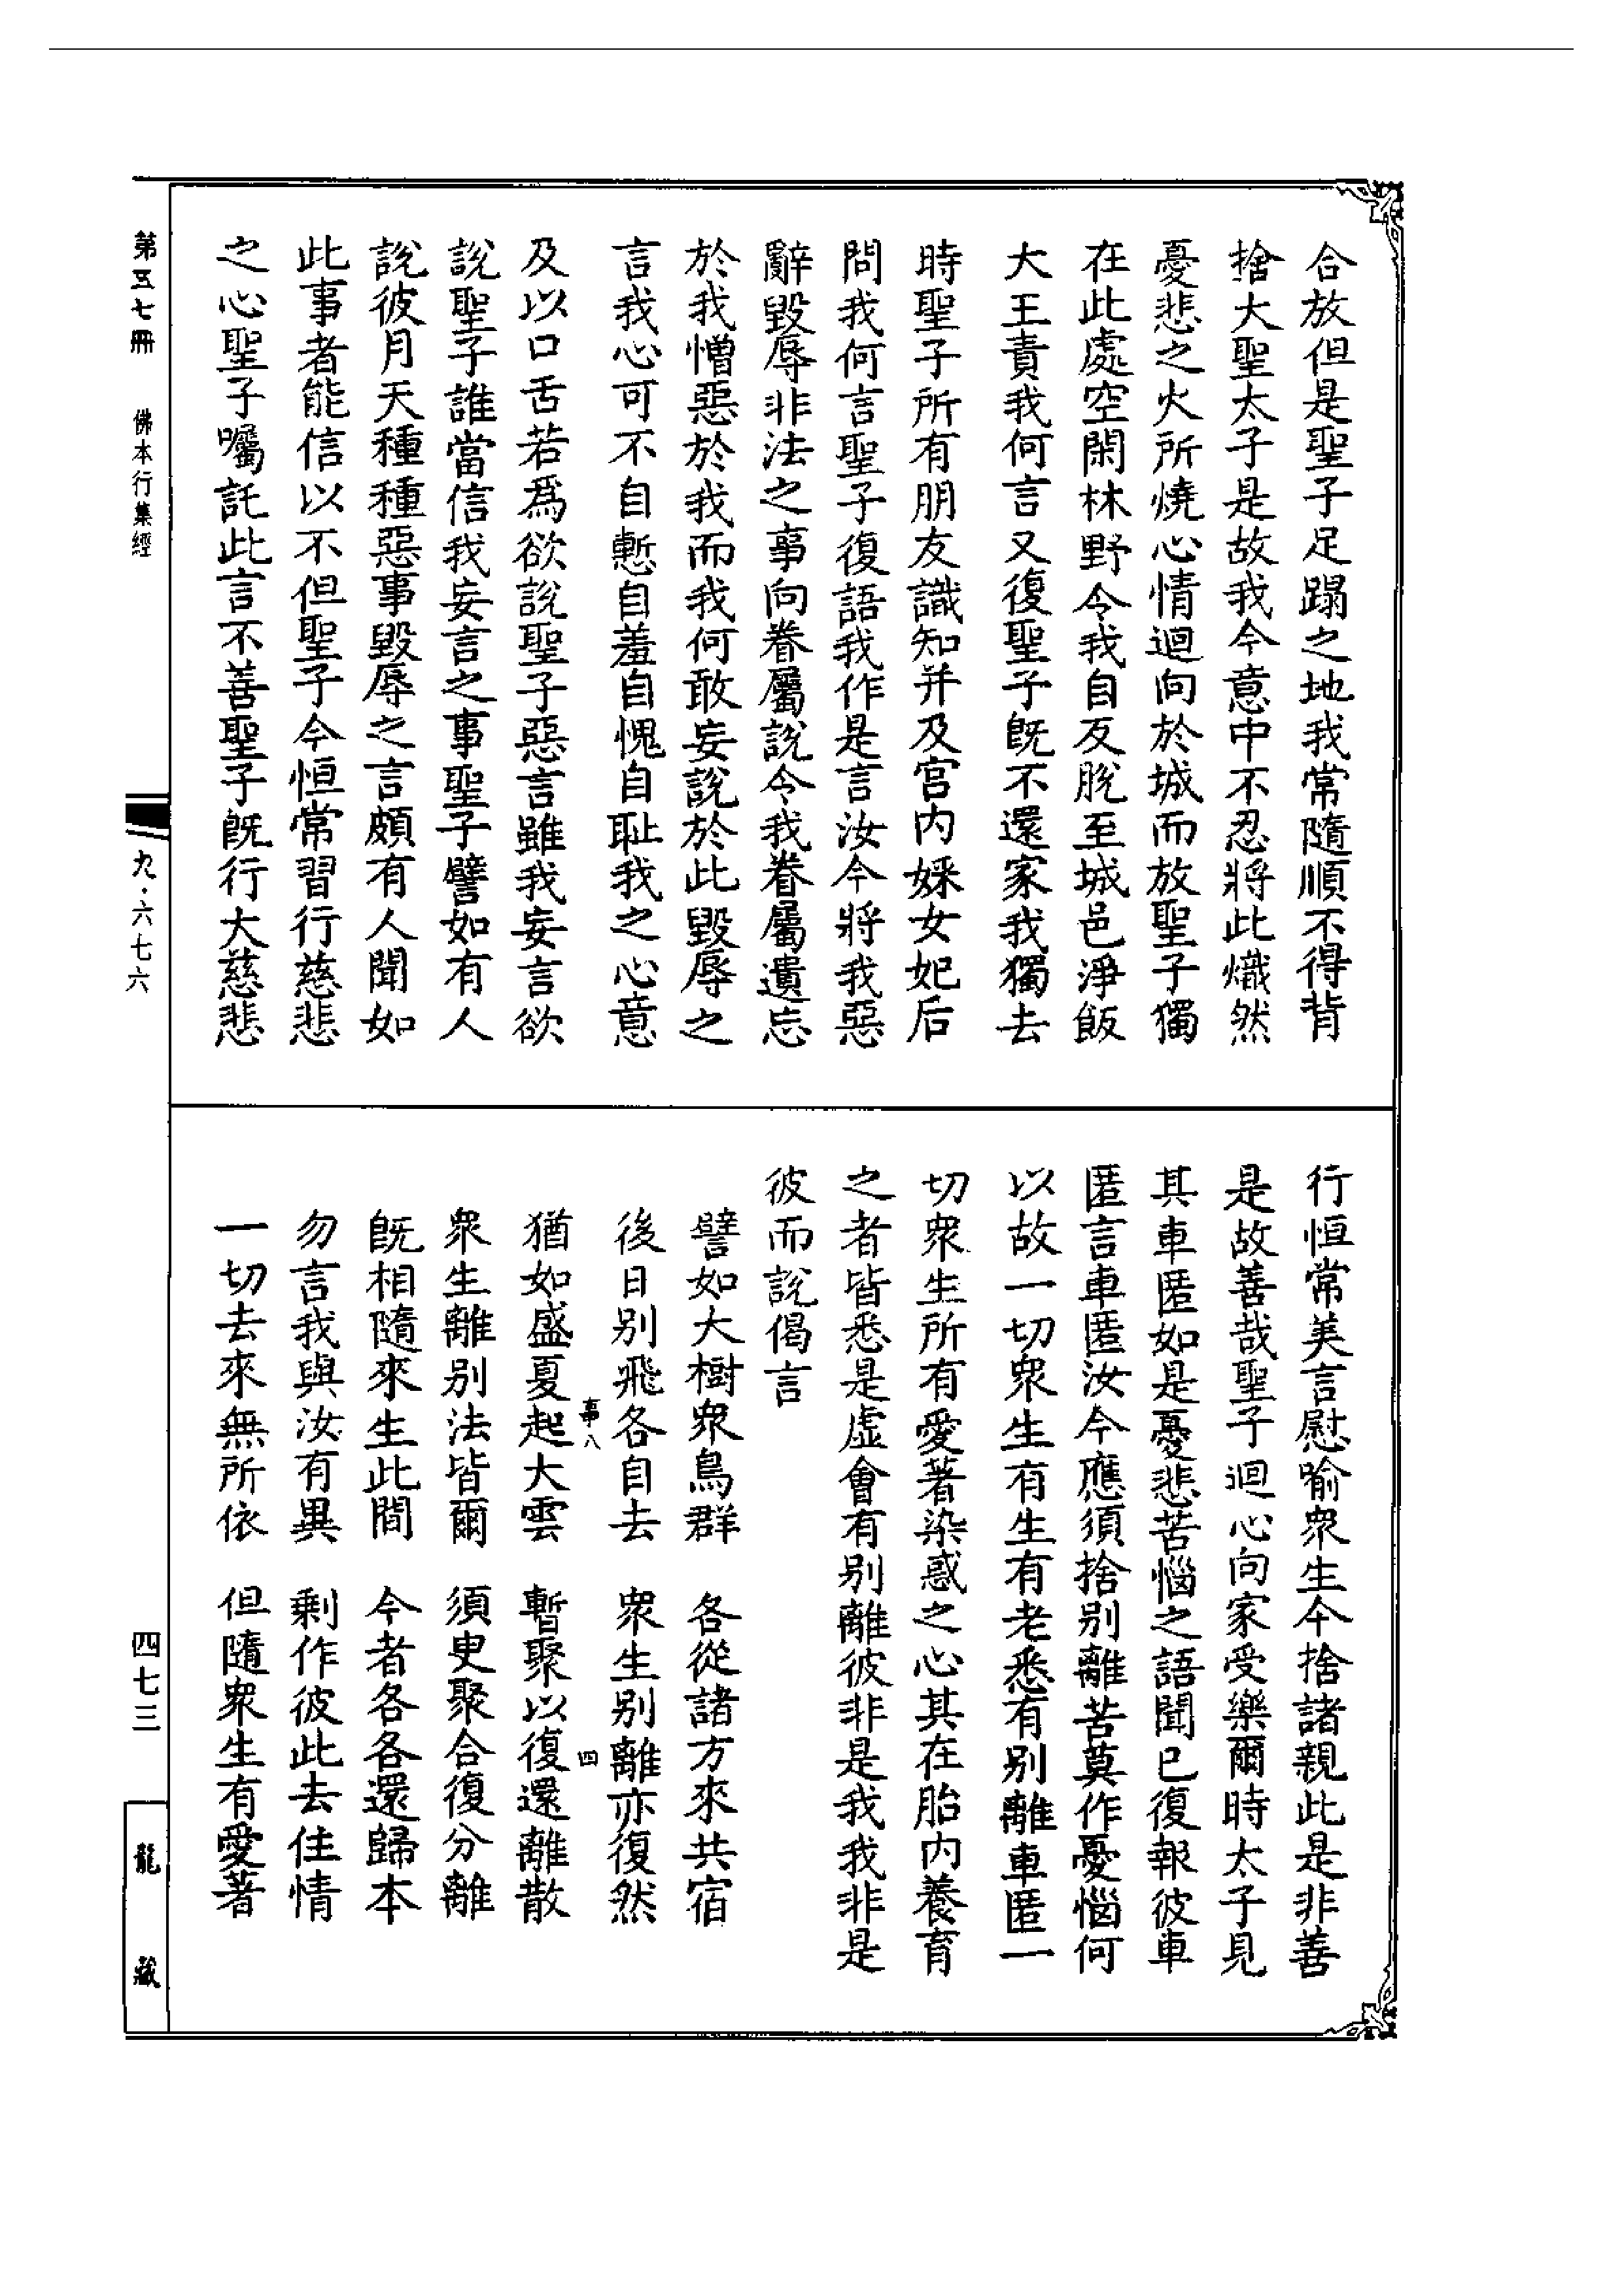 合放但是聖子足蹋之地我常隨順不得背
捨大聖太子是故我今意中不忍將此熾然
憂悲之火所燒心情迴向於城而放聖子獨
在此處空閑林野令我自反脫至城邑淨飯
大王責我何言又復聖子旣不還家我獨去
時聖子所有朋友識知并及宮內婇女妃后
問我何言聖子復語我作是言汝今將我惡
辭毀辱非法之事向眷屬說令我眷屬遺忘
於我憎惡於我而我何敢妄說於此毀辱之
言我心可不自慙自羞自愧自耻我之心意
及以口舌若爲欲說聖子惡言雖我妄言欲
說聖子誰當信我妄言之事聖子譬如有人
說彼月天種種惡事毀辱之言頗有人聞如
此事者能信以不但聖子今恒常習行慈悲
之心聖子囑託此言不善聖子旣行大慈悲
行恒常美言慰喻衆生今捨諸親此是非善
是故善哉聖子迴心向家受樂爾時太子見
其車匿如是憂悲苦惱之語聞已復報彼車
匿言車匿汝今應須捨別離苦莫作憂惱何
以故一切衆生有生有老悉有別離車匿一
切衆生所有愛著染惑之心其在胎內養育
之者皆悉是虛會有別離彼非是我我非是
彼而說偈言
譬如大樹衆鳥群　各從諸方來共宿
後日別飛各自去　衆生別離亦復然
事八　四
猶如盛夏起大雲　暫聚以復還離散
衆生離別法皆爾　須臾聚合復分離
旣相隨來生此間　今者各各還歸本
勿言我與汝有異　剩作彼此去住情
一切去來無所依　但隨衆生有愛著
第五七冊　佛本行集經
九·六七六
四七三
龍藏